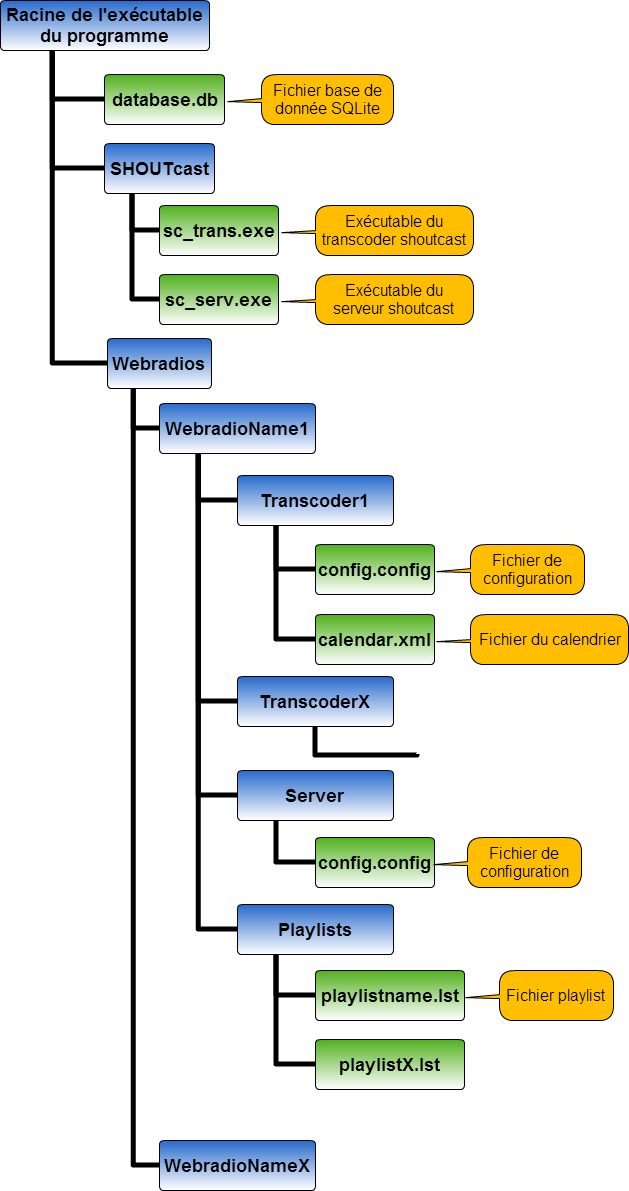 Racine de l'exécutable
du programme
database.db
Fichier base de
donnée SQLite
SHOUTcast
sc_trans.exe
Exécutable du
transcoder shoutcast
sc_serv.exe
Exécutable du
serveur shoutcast
Webradios
WebradioName1
Transcoder1
config.config
Fichier de
configuration
calendar.xml
Fichier du calendrier
TranscoderX
Server
config.config
Fichier de
configuration
Playlists
playlistname.lst
Fichier playlist
playlistX.lst
WebradioNameX